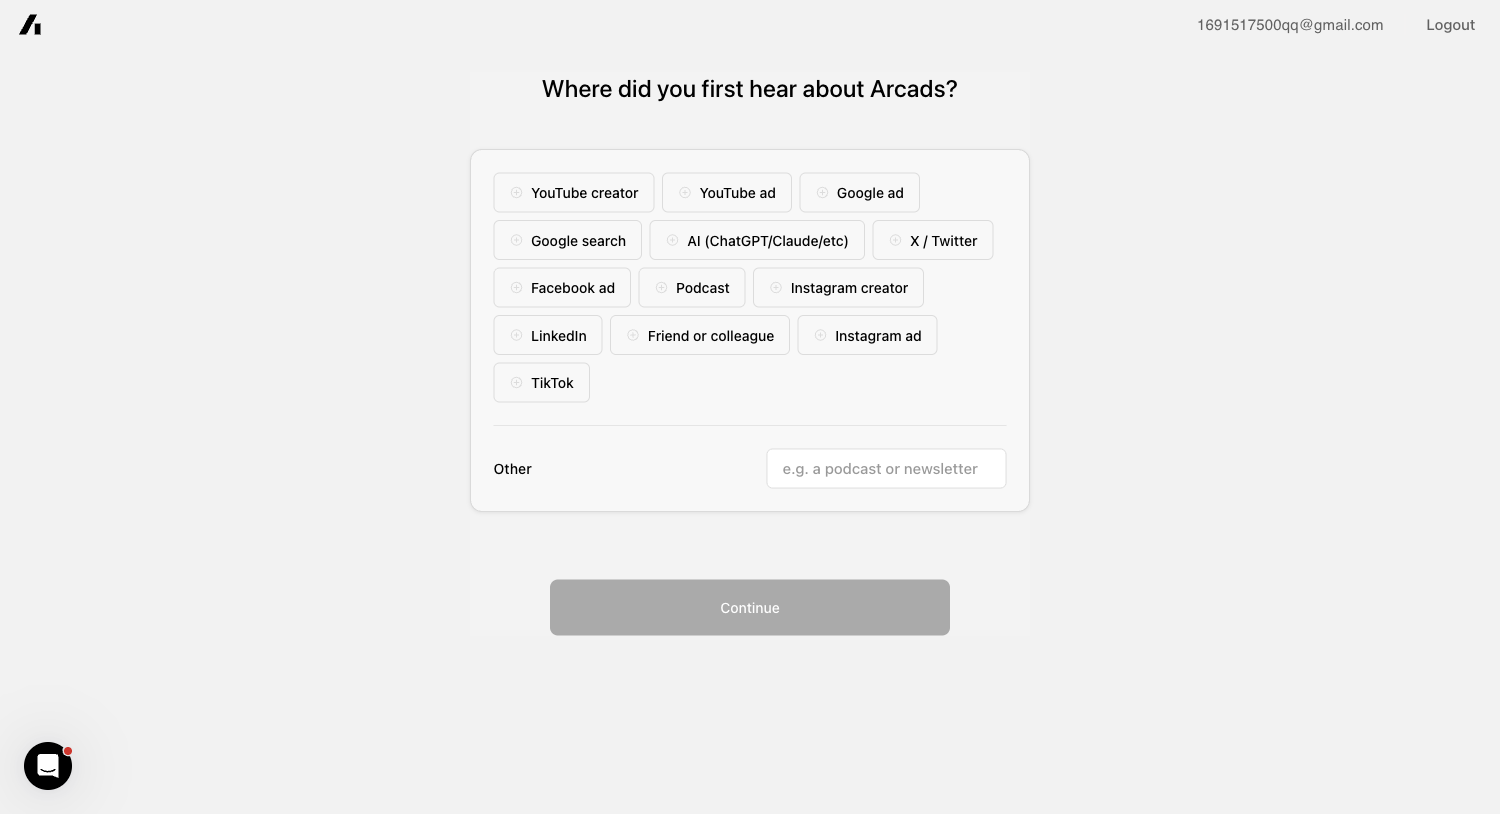 1691517500qq@gmail.com Logout
Where did you first hear about Arcads?
YouTube creator YouTube ad Google ad
Google search AI (ChatGPT/Claude/etc) X / Twitter
Facebook ad Podcast Instagram creator
LinkedIn Friend or colleague Instagram ad
TikTok
Other e.g. a podcast or newsletter
Continue